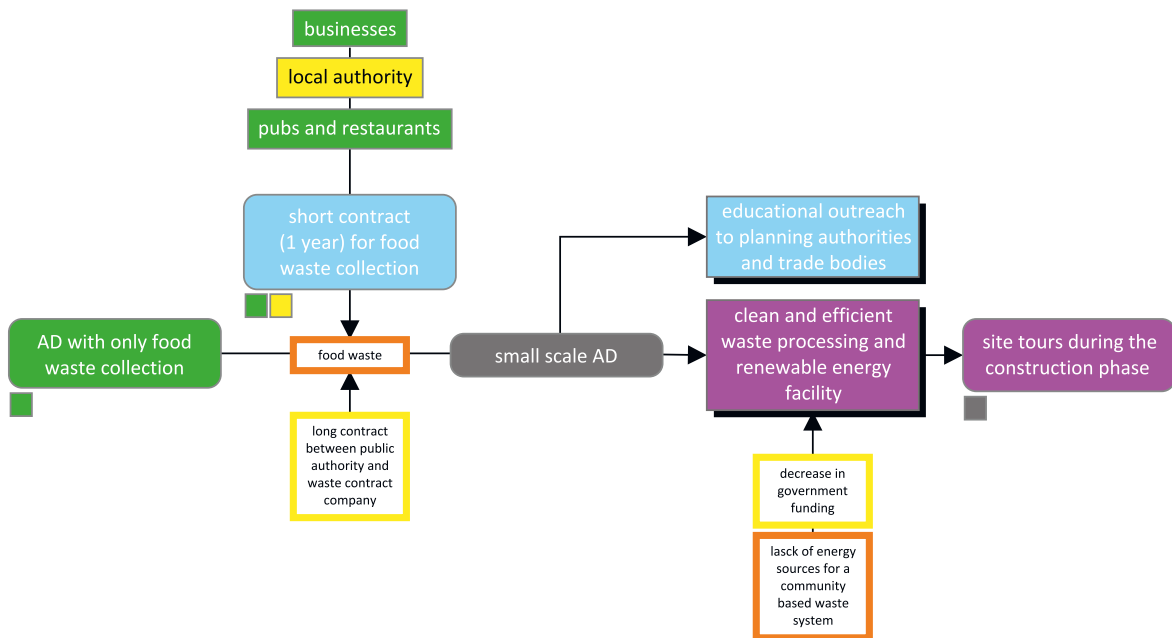 businesses
local authority
pubs and restaurants
short contract
(1 year) for food
waste collection
educational outreach
to planning authorities
and trade bodies
AD with only food
waste collection
food waste
small scale AD
clean and efficient
waste processing and
renewable energy
facility
site tours during the
construction phase
long contract
between public
authority and
waste contract
company
decrease in
government
funding
lasck of energy
sources for a
community
based waste
system